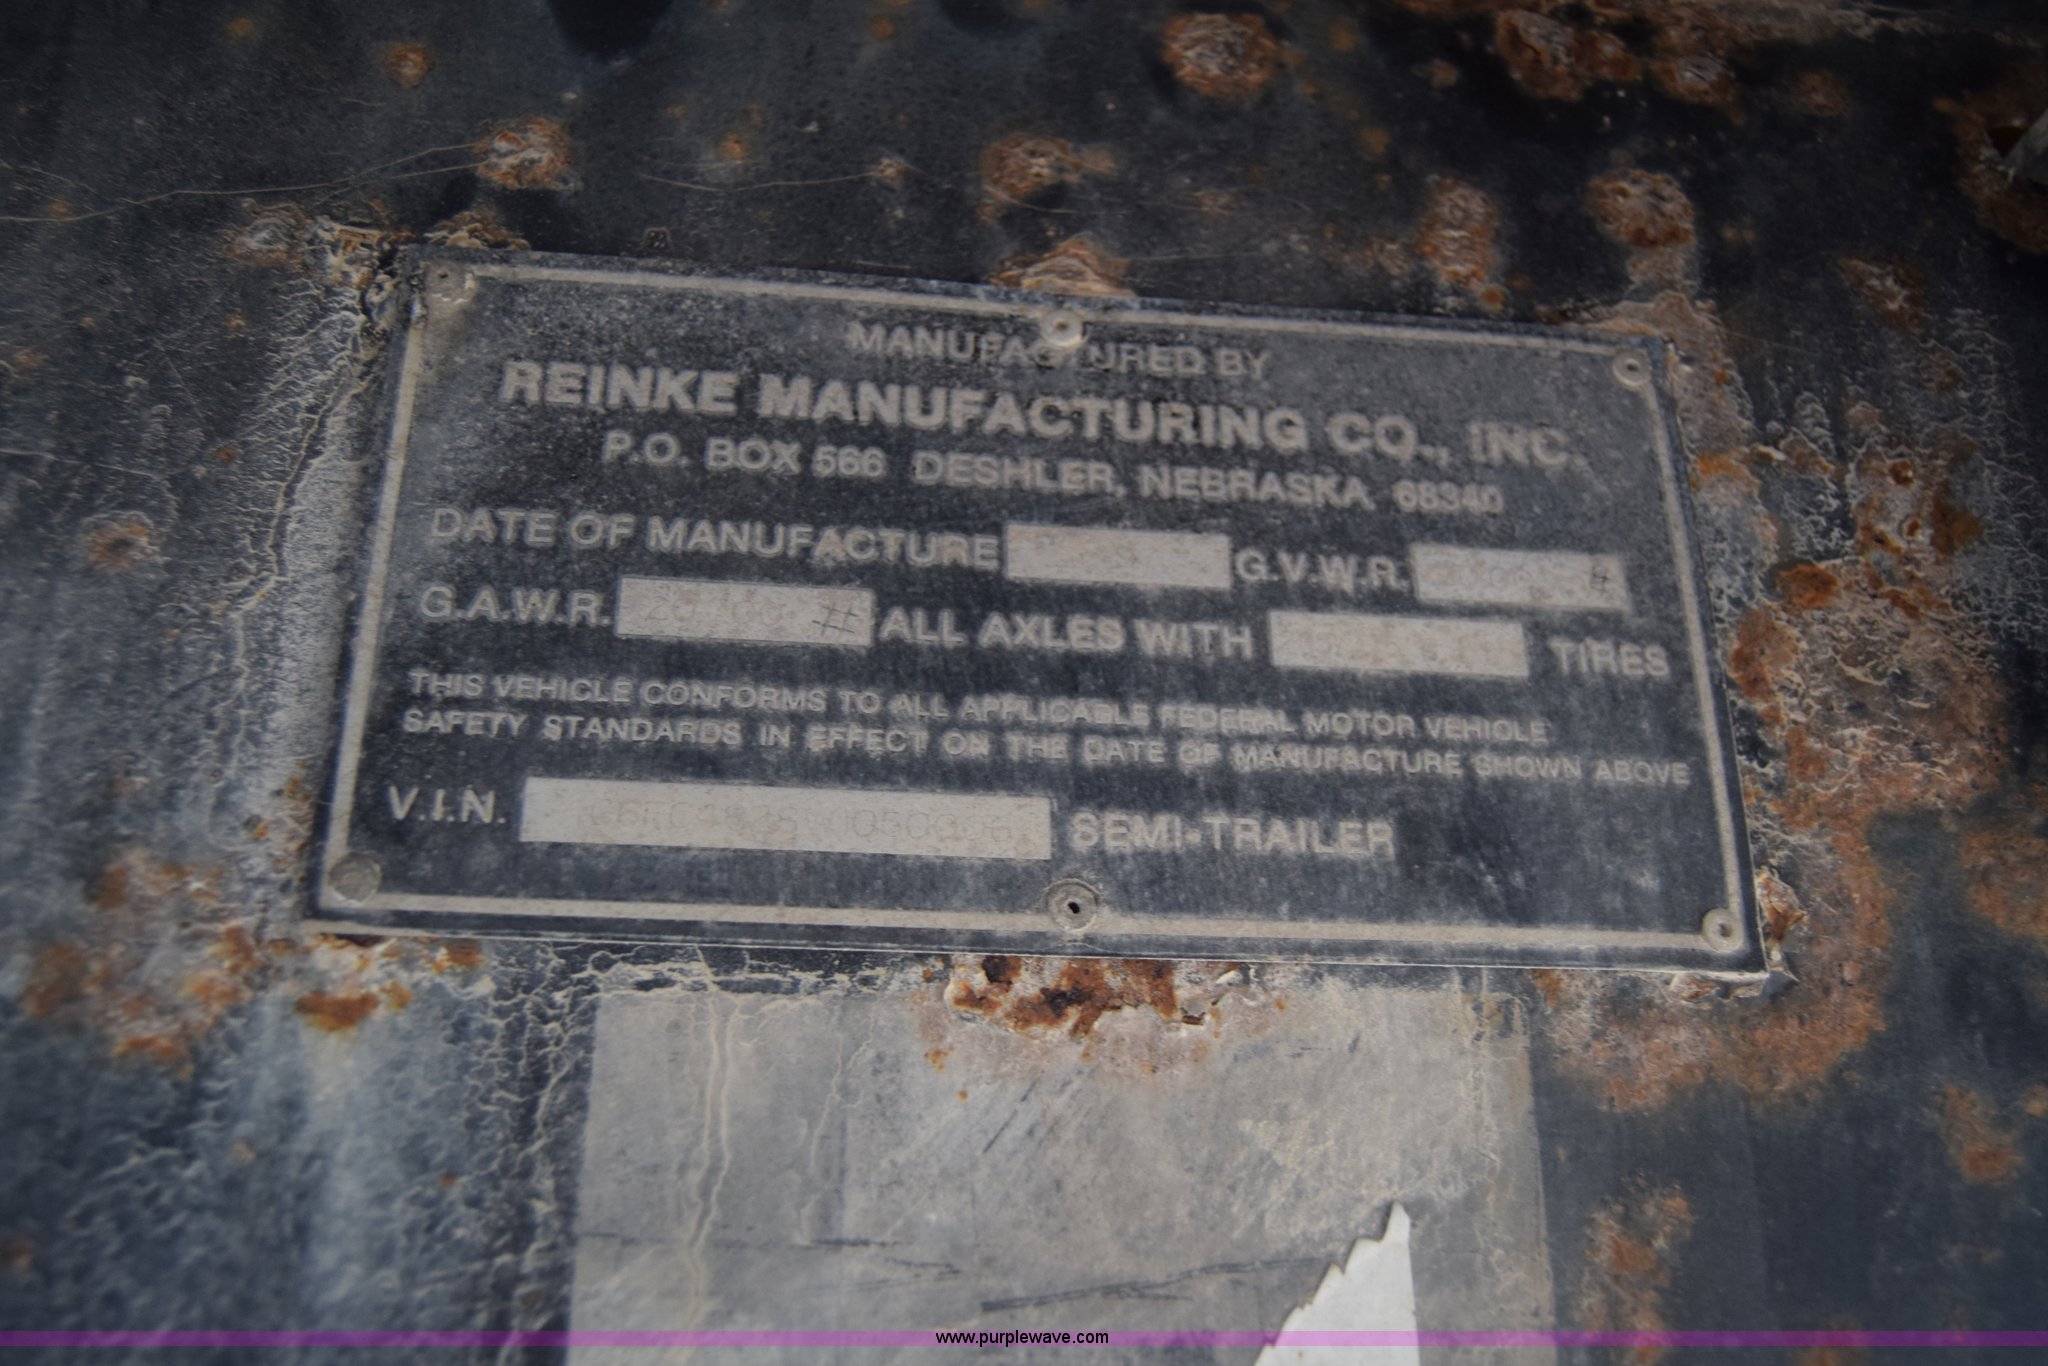 MANUFACTURED BY
REINKE MANUFACTURING CO., INC.
P.O. BOX 566 DESHLER, NEBRASKA 68340
DATE OF MANUFACTURE G.V.W.R.
G.A.W.R. # ALL AXLES WITH TIRES
THIS VEHICLE CONFORMS TO ALL APPLICABLE FEDERAL MOTOR VEHICLE
SAFETY STANDARDS IN EFFECT ON THE DATE OF MANUFACTURE SHOWN ABOVE
V.I.N. SEMI-TRAILER
www.purplewave.com